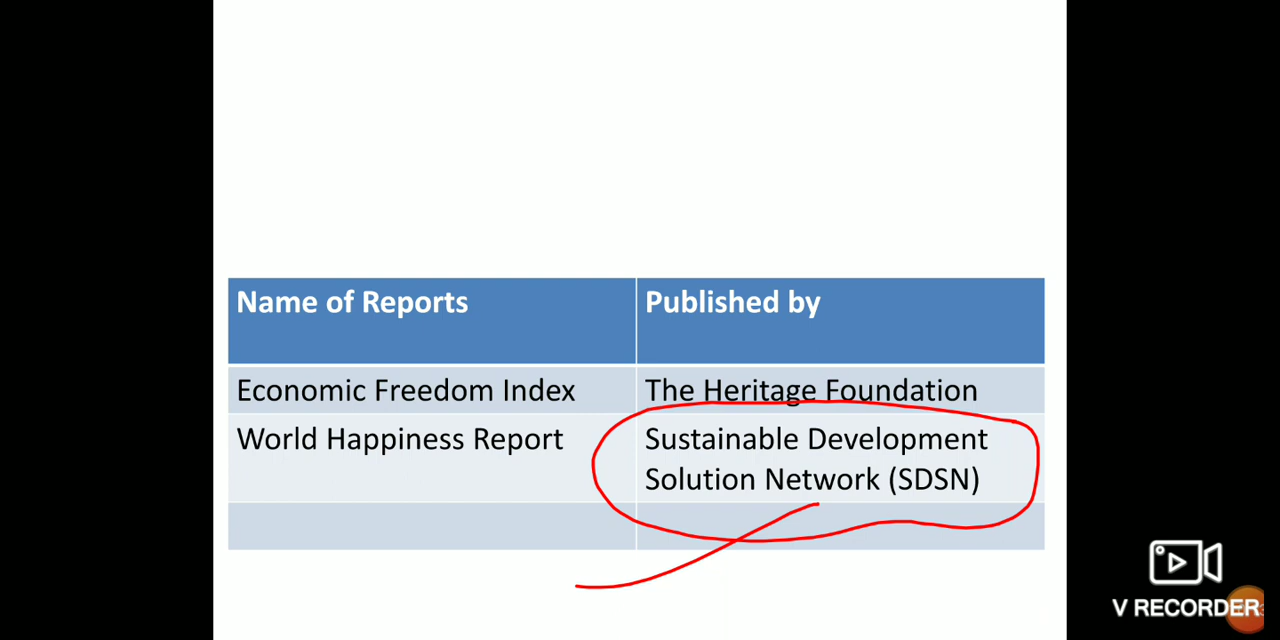 Name of Reports
Published by
Economic Freedom Index
The Heritage Foundation
World Happiness Report
Sustainable Development
Solution Network (SDSN)
V RECORDER